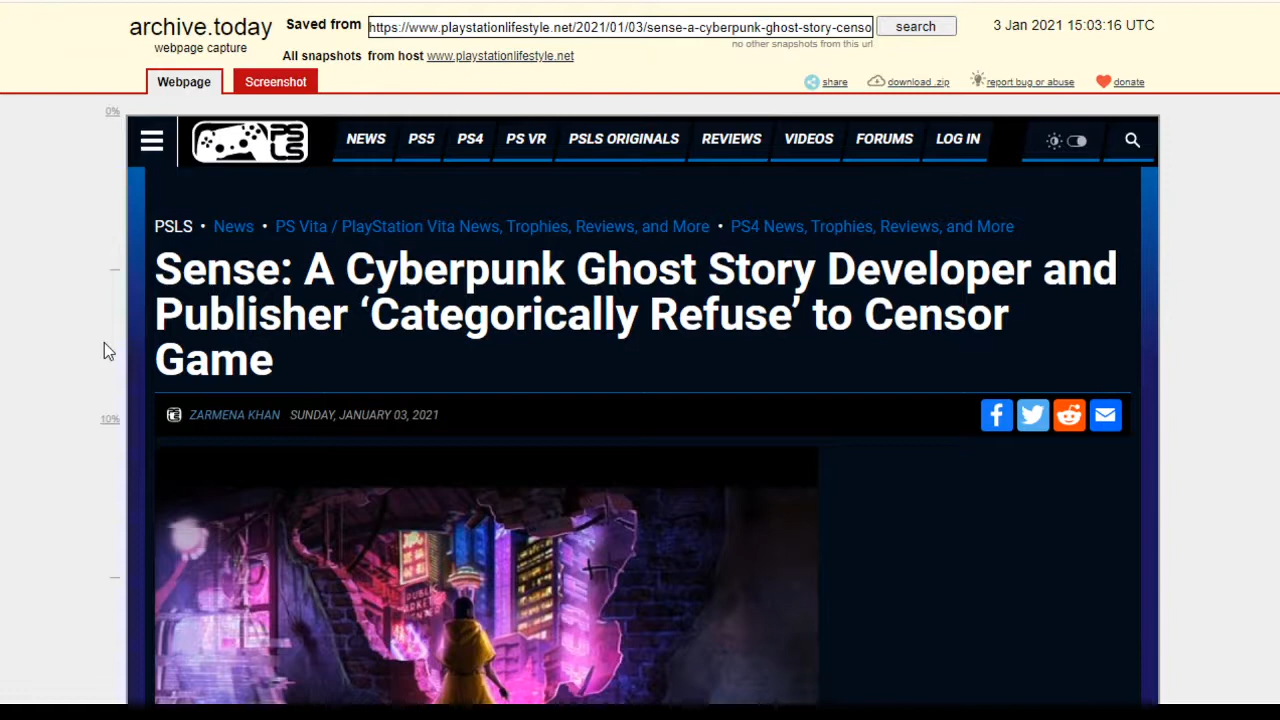 archive.today
webpage capture
Saved from
https://www.playstationlifestyle.net/2021/01/03/sense-a-cyberpunk-ghost-story-censo
search
3 Jan 2021 15:03:16 UTC
no other snapshots from this url
All snapshots from host www.playstationlifestyle.net
Webpage
Screenshot
share
download .zip
report bug or abuse
donate
0%
PS
LS
NEWS
PS5
PS4
PS VR
PSLS ORIGINALS
REVIEWS
VIDEOS
FORUMS
LOG IN
PSLS • News • PS Vita / PlayStation Vita News, Trophies, Reviews, and More • PS4 News, Trophies, Reviews, and More
Sense: A Cyberpunk Ghost Story Developer and
Publisher ‘Categorically Refuse’ to Censor
Game
10%
ZARMENA KHAN SUNDAY, JANUARY 03, 2021